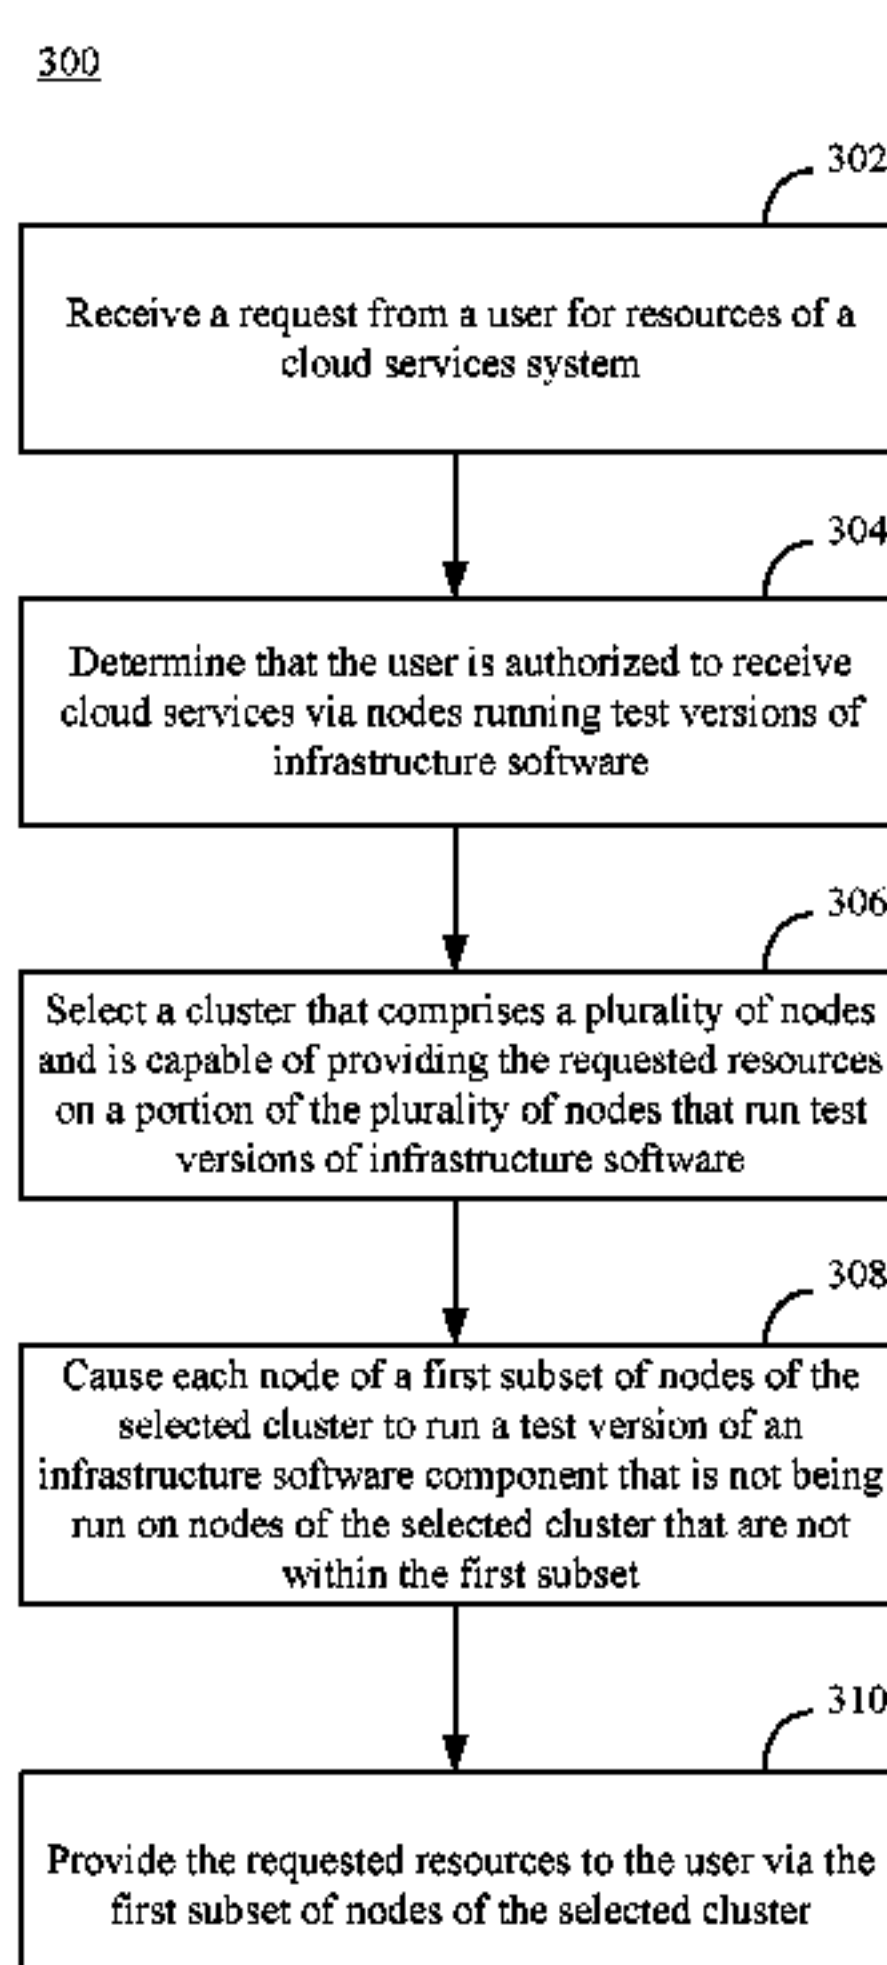 300
302
Receive a request from a user for resources of a
cloud services system
304
Determine that the user is authorized to receive
cloud services via nodes running test versions of
infrastructure software
306
Select a cluster that comprises a plurality of nodes
and is capable of providing the requested resources
on a portion of the plurality of nodes that run test
versions of infrastructure software
308
Cause each node of a first subset of nodes of the
selected cluster to run a test version of an
infrastructure software component that is not being
run on nodes of the selected cluster that are not
within the first subset
310
Provide the requested resources to the user via the
first subset of nodes of the selected cluster